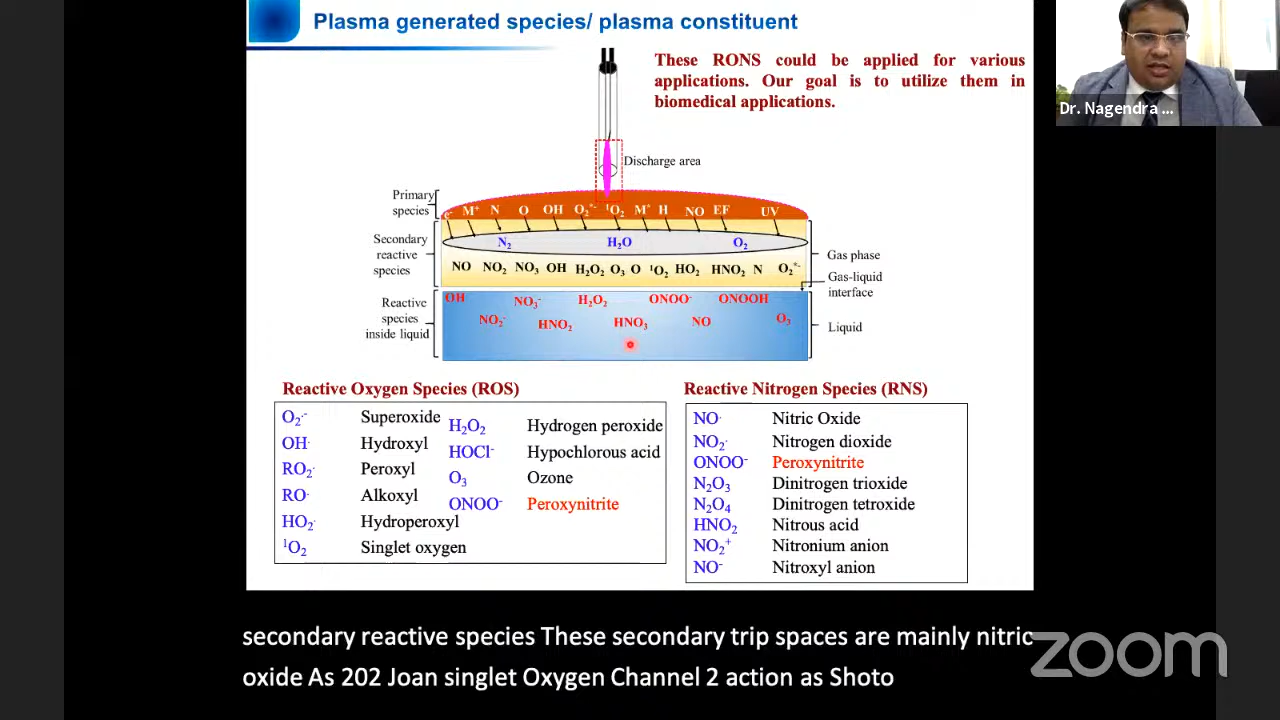 Plasma generated species/ plasma constituent
These RONS could be applied for various
applications. Our goal is to utilize them in
biomedical applications.
Dr. Nagendra ...
Discharge area
Primary
species
e⁻ M⁺ N O OH O₂•⁻ ¹O₂ M* H NO EF UV
Secondary
reactive
species
N₂ H₂O O₂
NO NO₂ NO₃ OH H₂O₂ O₃ O ¹O₂ HO₂ HNO₂ N O₂•⁻
Gas phase
Gas-liquid
interface
Reactive
species
inside liquid
OH NO₃⁻ H₂O₂ ONOO⁻ ONOOH
NO₂⁻ HNO₂ HNO₃ NO O₃
Liquid
Reactive Oxygen Species (ROS)
O₂·⁻ Superoxide
OH· Hydroxyl
RO₂· Peroxyl
RO· Alkoxyl
HO₂· Hydroperoxyl
¹O₂ Singlet oxygen
H₂O₂ Hydrogen peroxide
HOCl⁻ Hypochlorous acid
O₃ Ozone
ONOO⁻ Peroxynitrite
Reactive Nitrogen Species (RNS)
NO· Nitric Oxide
NO₂· Nitrogen dioxide
ONOO⁻ Peroxynitrite
N₂O₃ Dinitrogen trioxide
N₂O₄ Dinitrogen tetroxide
HNO₂ Nitrous acid
NO₂⁺ Nitronium anion
NO⁻ Nitroxyl anion
secondary reactive species These secondary trip spaces are mainly nitric
oxide As 202 Joan singlet Oxygen Channel 2 action as Shoto
zoom